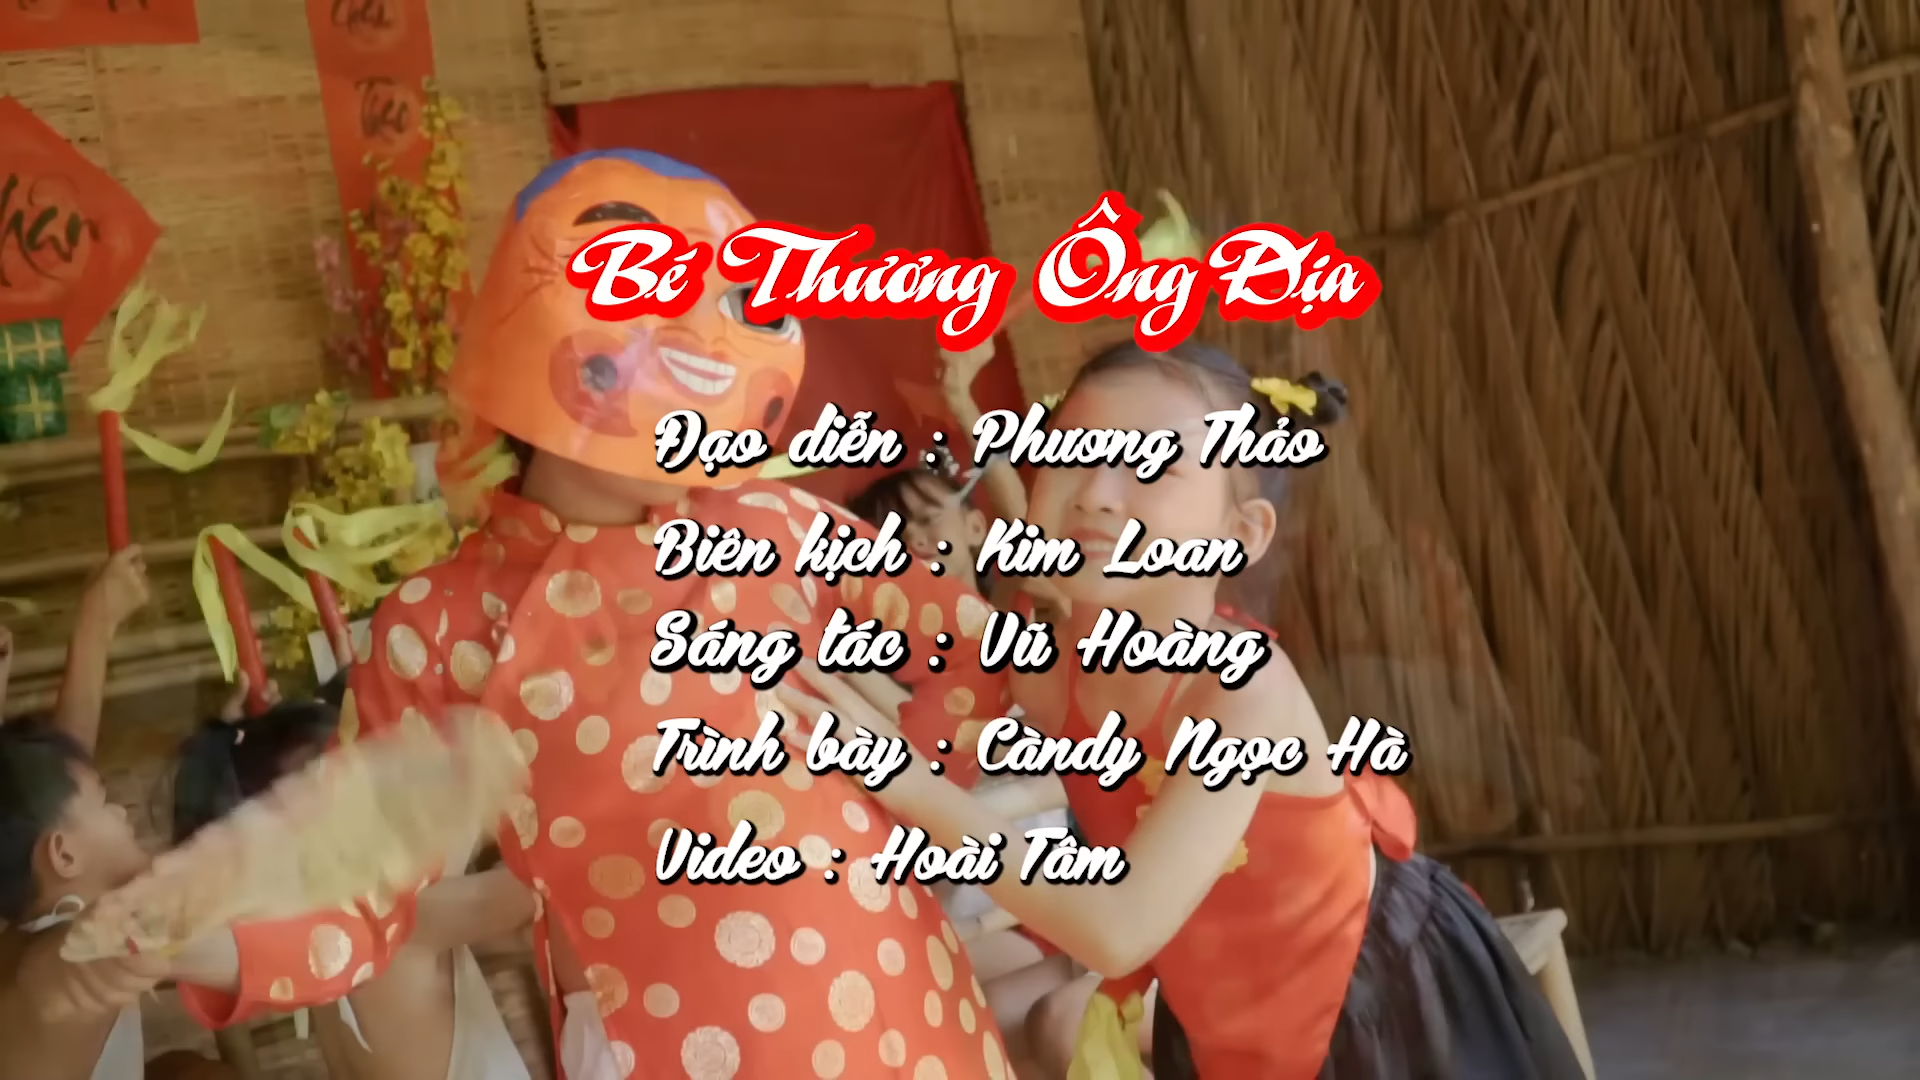 Bé Thương Ông Địa
Đạo diễn : Phương Thảo
Biên kịch : Kim Loan
Sáng tác : Vũ Hoàng
Trình bày : Càndy Ngọc Hà
Video : Hoài Tâm